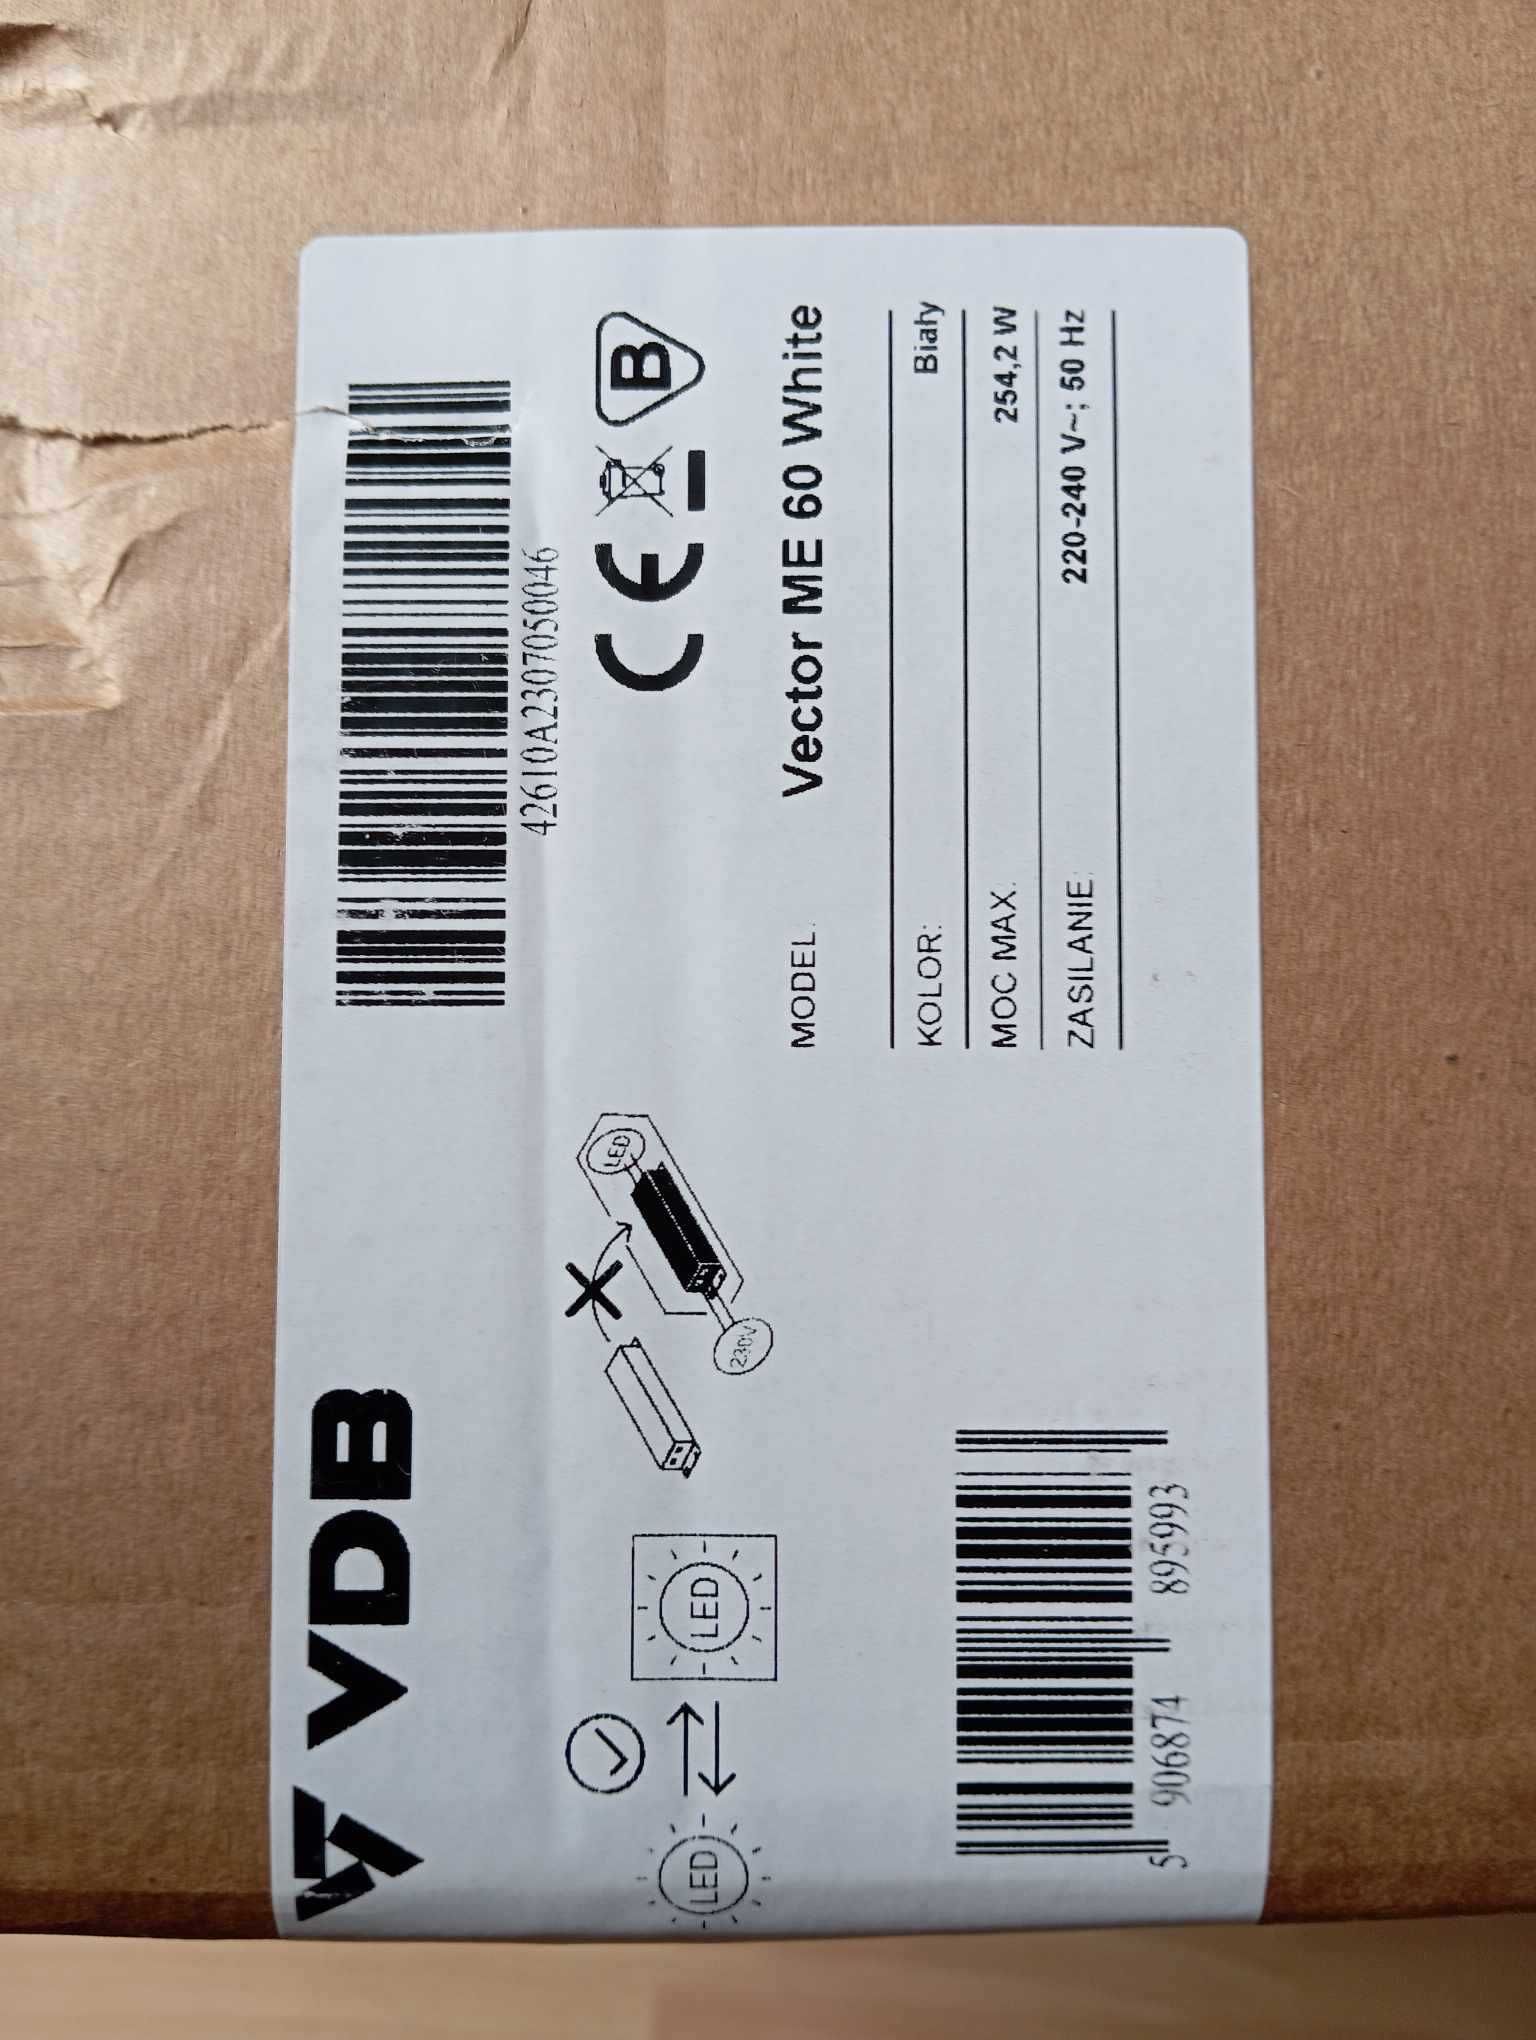 VDB
42610A2307050046
CE
B
LED
LED
230V
LED
MODEL: Vector ME 60 White
KOLOR: Biały
MOC MAX: 254,2 W
ZASILANIE: 220-240 V~; 50 Hz
5 906874 895993